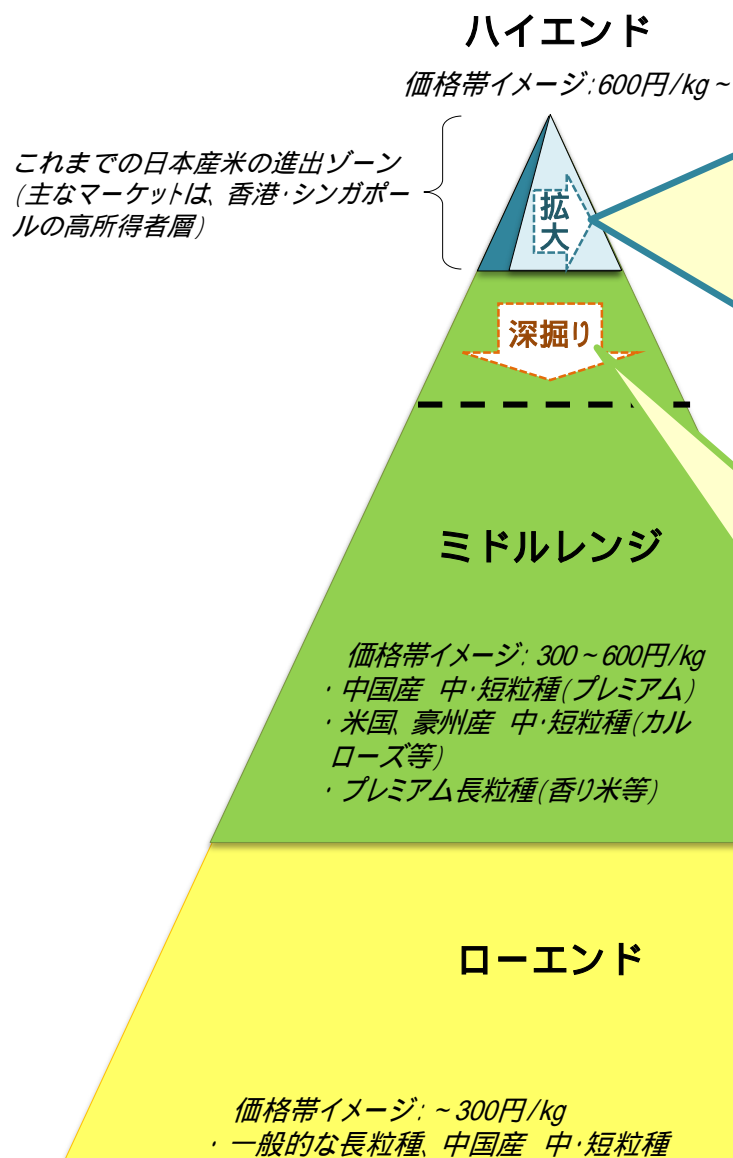 ハイエンド
価格帯イメージ:600円/kg~
これまでの日本産米の進出ゾーン
(主なマーケットは、香港・シンガポー
ルの高所得者層)
拡
大
深掘り
ミドルレンジ
価格帯イメージ: 300~600円/kg
・中国産 中・短粒種(プレミアム)
・米国、豪州産 中・短粒種(カル
ローズ等)
・プレミアム長粒種(香り米等)
ローエンド
価格帯イメージ: ~300円/kg
・一般的な長粒種、中国産 中・短粒種